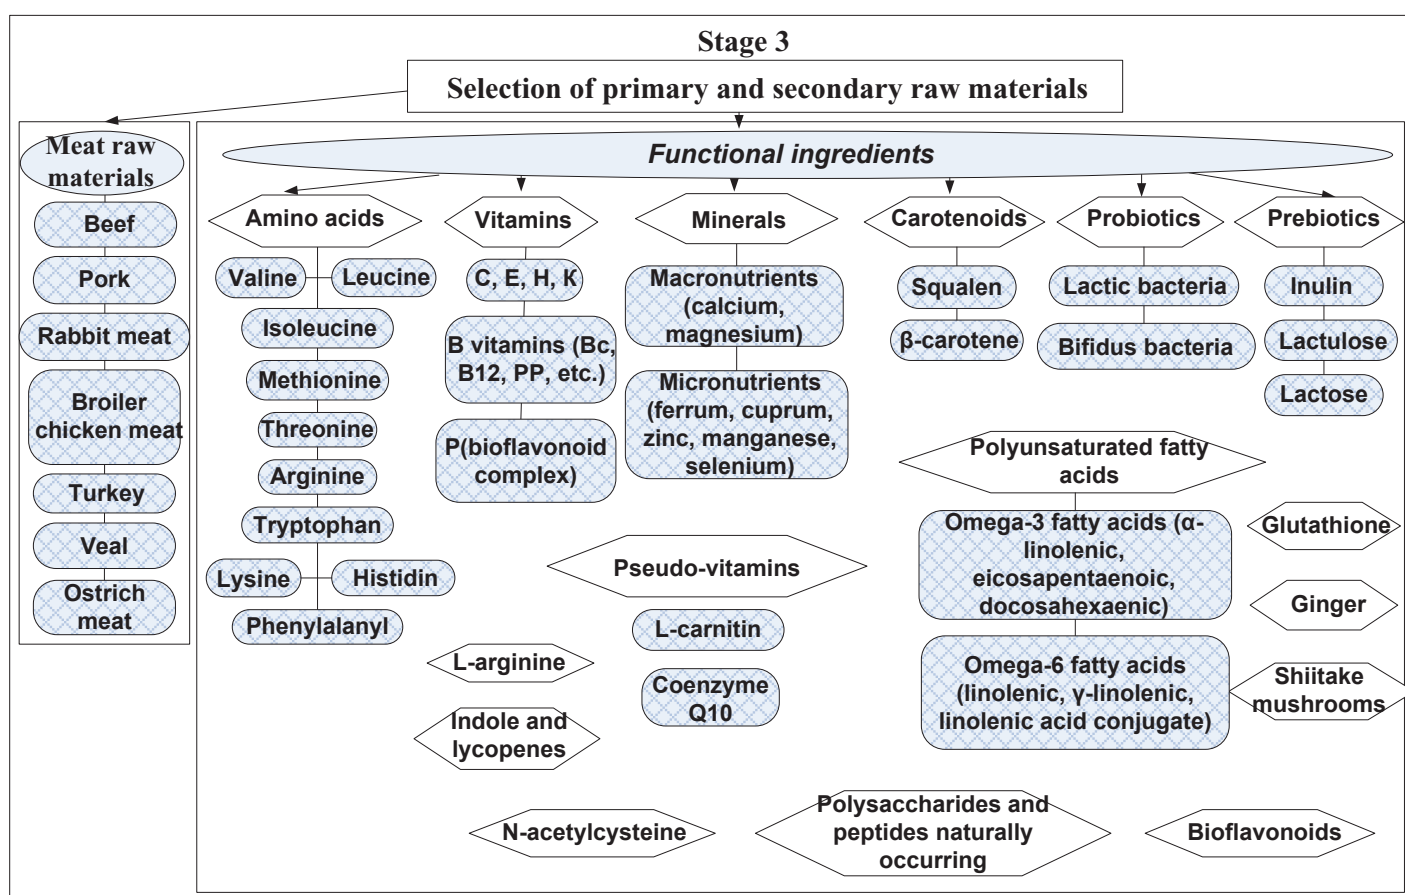 Stage 3
Selection of primary and secondary raw materials
Meat raw
materials
Beef
Pork
Rabbit meat
Broiler
chicken meat
Turkey
Veal
Ostrich
meat
Functional ingredients
Amino acids
Valine
Leucine
Isoleucine
Methionine
Threonine
Arginine
Tryptophan
Lysine
Histidin
Phenylalanyl
Vitamins
C, E, H, K
B vitamins (Bc,
B12, PP, etc.)
P(bioflavonoid
complex)
Minerals
Macronutrients
(calcium,
magnesium)
Micronutrients
(ferrum, cuprum,
zinc, manganese,
selenium)
Carotenoids
Squalen
β-carotene
Probiotics
Lactic bacteria
Bifidus bacteria
Prebiotics
Inulin
Lactulose
Lactose
Polyunsaturated fatty
acids
Omega-3 fatty acids (α-
linolenic,
eicosapentaenoic,
docosahexaenic)
Omega-6 fatty acids
(linolenic, γ-linolenic,
linolenic acid conjugate)
Glutathione
Ginger
Shiitake
mushrooms
Pseudo-vitamins
L-carnitin
Coenzyme
Q10
L-arginine
Indole and
lycopenes
N-acetylcysteine
Polysaccharides and
peptides naturally
occurring
Bioflavonoids